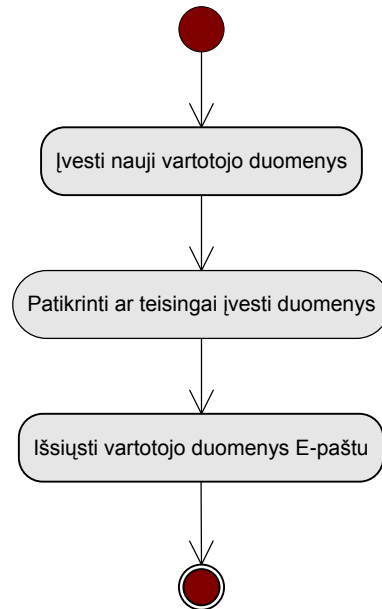 Įvesti nauji vartotojo duomenys
Patikrinti ar teisingai įvesti duomenys
Išsiųsti vartotojo duomenys E-paštu